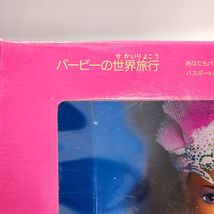 せかいりょこう
バービーの世界旅行
あなたもバ
パスポート